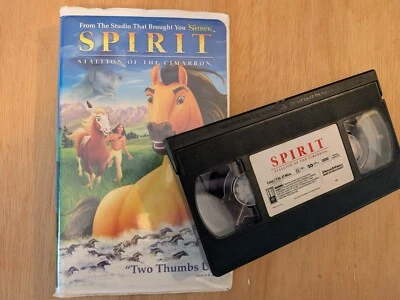 From The Studio That Brought You SHREK
SPIRIT
STALLION OF THE CIMARRON
"TWO THUMBS U
SPIRIT
STALLION OF THE CIMARRON